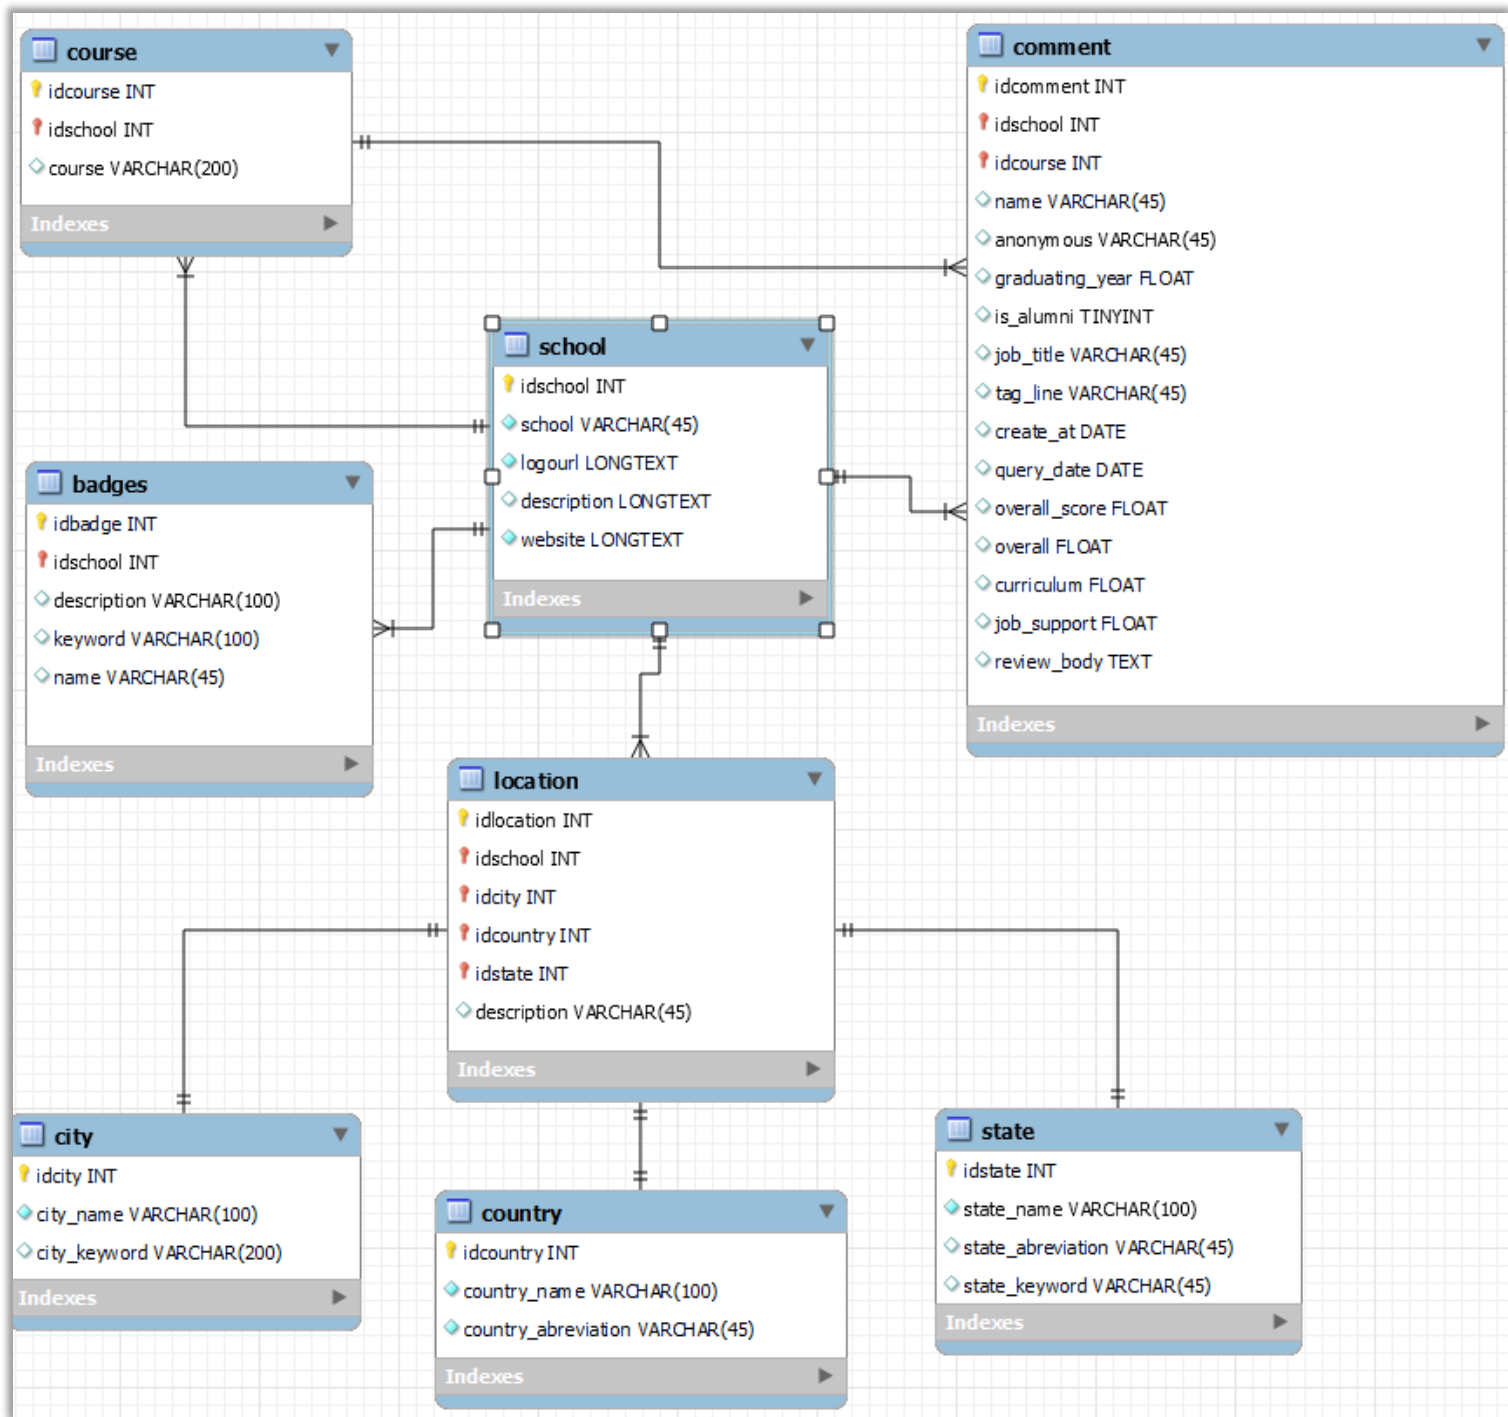 course
idcourse INT
idschool INT
course VARCHAR(200)
Indexes
comment
idcomment INT
idschool INT
idcourse INT
name VARCHAR(45)
anonymous VARCHAR(45)
graduating_year FLOAT
is_alumni TINYINT
job_title VARCHAR(45)
tag_line VARCHAR(45)
create_at DATE
query_date DATE
overall_score FLOAT
overall FLOAT
curriculum FLOAT
job_support FLOAT
review_body TEXT
Indexes
school
idschool INT
school VARCHAR(45)
logourl LONGTEXT
description LONGTEXT
website LONGTEXT
Indexes
badges
idbadge INT
idschool INT
description VARCHAR(100)
keyword VARCHAR(100)
name VARCHAR(45)
Indexes
location
idlocation INT
idschool INT
idcity INT
idcountry INT
idstate INT
description VARCHAR(45)
Indexes
city
idcity INT
city_name VARCHAR(100)
city_keyword VARCHAR(200)
Indexes
country
idcountry INT
country_name VARCHAR(100)
country_abreviation VARCHAR(45)
Indexes
state
idstate INT
state_name VARCHAR(100)
state_abreviation VARCHAR(45)
state_keyword VARCHAR(45)
Indexes